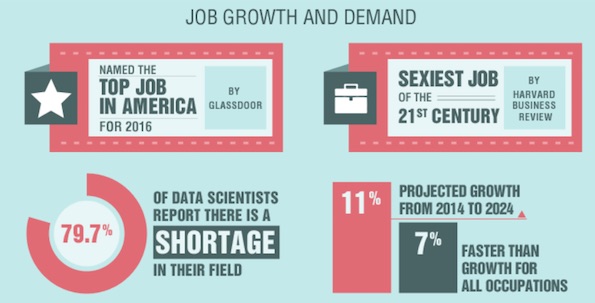 JOB GROWTH AND DEMAND
NAMED THE
TOP JOB
IN AMERICA
FOR 2016
BY
GLASSDOOR
SEXIEST JOB
OF THE
21ST CENTURY
BY
HARVARD
BUSINESS
REVIEW
79.7%
OF DATA SCIENTISTS
REPORT THERE IS A
SHORTAGE
IN THEIR FIELD
11%
PROJECTED GROWTH
FROM 2014 TO 2024
7%
FASTER THAN
GROWTH FOR
ALL OCCUPATIONS